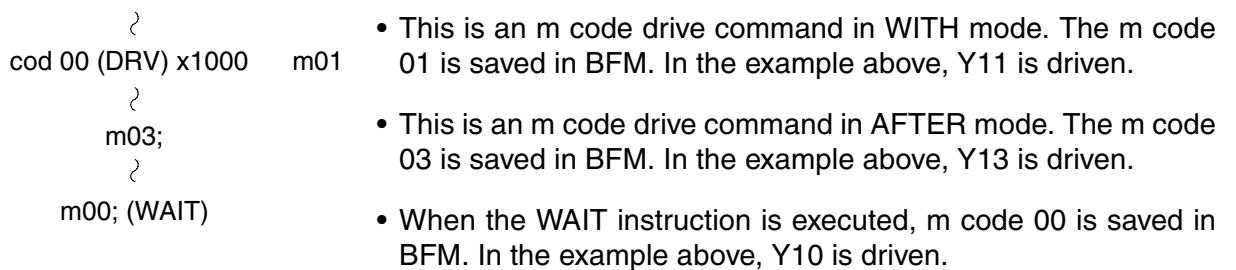 cod 00 (DRV) x1000 m01
m03;
m00; (WAIT)
• This is an m code drive command in WITH mode. The m code
01 is saved in BFM. In the example above, Y11 is driven.
• This is an m code drive command in AFTER mode. The m code
03 is saved in BFM. In the example above, Y13 is driven.
• When the WAIT instruction is executed, m code 00 is saved in
BFM. In the example above, Y10 is driven.